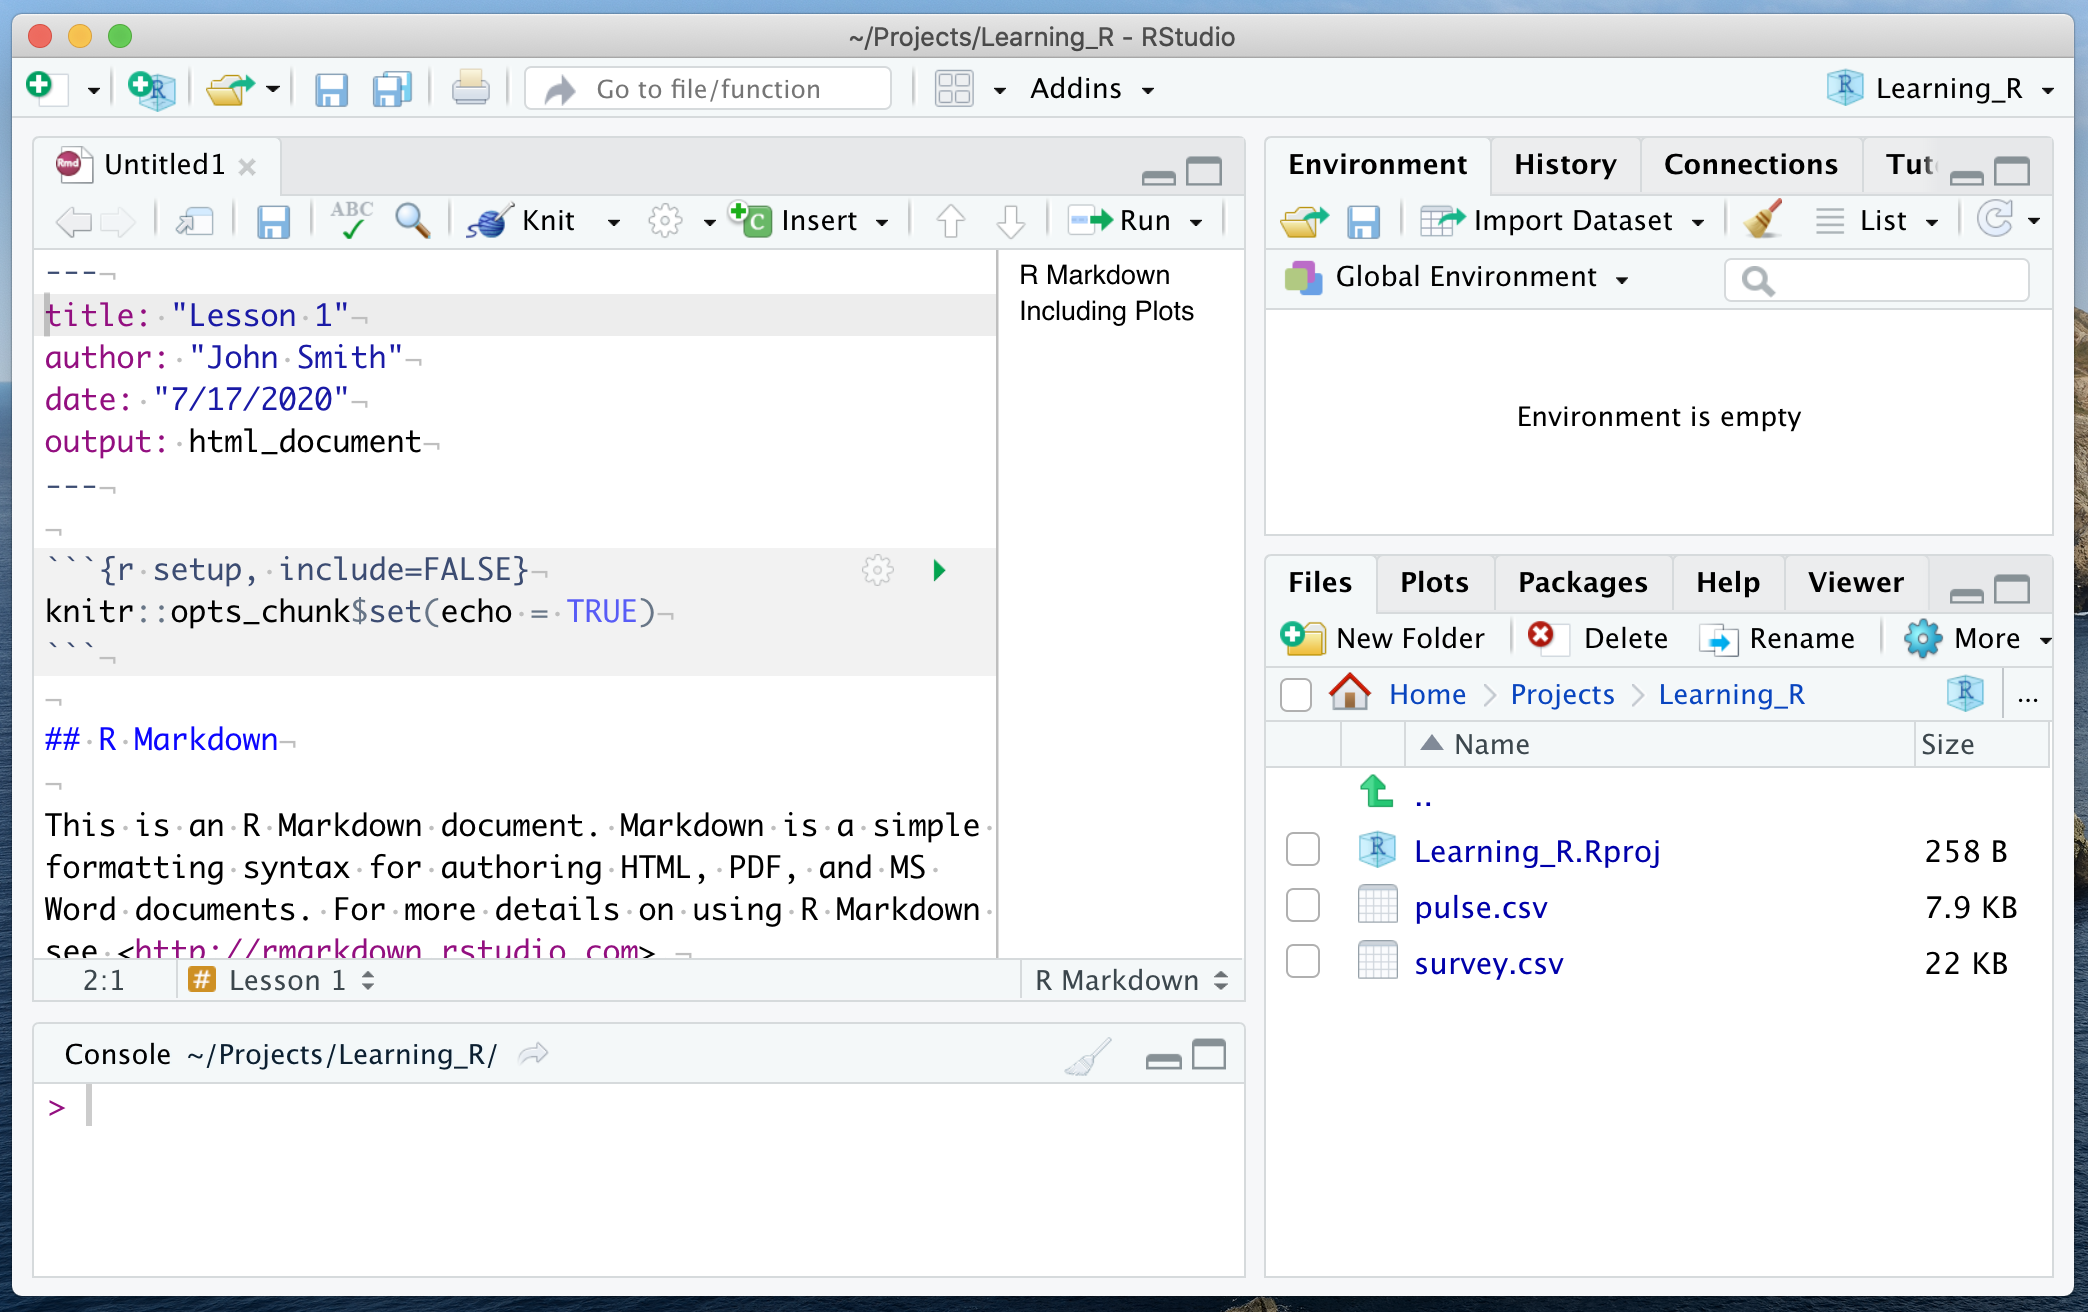 ~/Projects/Learning_R - RStudio
Go to file/function
Addins
Learning_R
Untitled1
ABC
Knit
Insert
Run
---
title: "Lesson 1"
author: "John Smith"
date: "7/17/2020"
output: html_document
---
```{r setup, include=FALSE}
knitr::opts_chunk$set(echo = TRUE)
```
## R Markdown
This is an R Markdown document. Markdown is a simple
formatting syntax for authoring HTML, PDF, and MS
Word documents. For more details on using R Markdown
see <http://rmarkdown.rstudio.com>.
R Markdown
Including Plots
2:1
# Lesson 1
R Markdown
Console ~/Projects/Learning_R/
>
Environment
History
Connections
Tut
Import Dataset
List
Global Environment
Environment is empty
Files
Plots
Packages
Help
Viewer
New Folder
Delete
Rename
More
Home
Projects
Learning_R
...
Name
Size
..
Learning_R.Rproj
258 B
pulse.csv
7.9 KB
survey.csv
22 KB